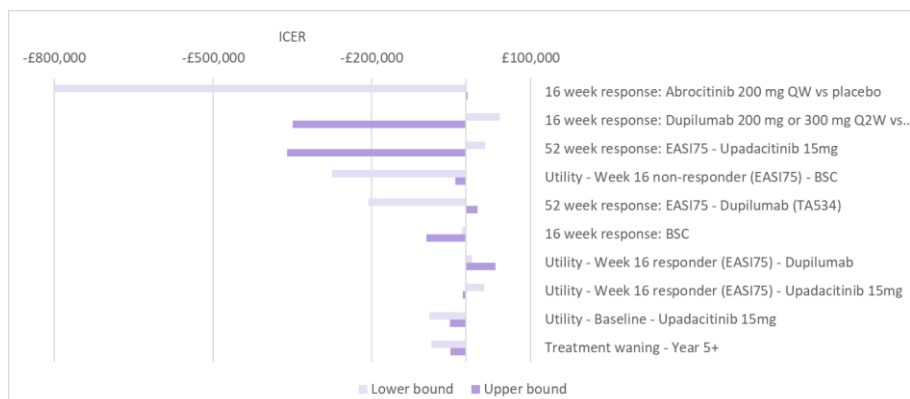 ICER
-£800,000 -£500,000 -£200,000 £100,000
16 week response: Abrocitinib 200 mg QW vs placebo
16 week response: Dupilumab 200 mg or 300 mg Q2W vs..
52 week response: EASI75 - Upadacitinib 15mg
Utility - Week 16 non-responder (EASI75) - BSC
52 week response: EASI75 - Dupilumab (TA534)
16 week response: BSC
Utility - Week 16 responder (EASI75) - Dupilumab
Utility - Week 16 responder (EASI75) - Upadacitinib 15mg
Utility - Baseline - Upadacitinib 15mg
Treatment waning - Year 5+
Lower bound Upper bound